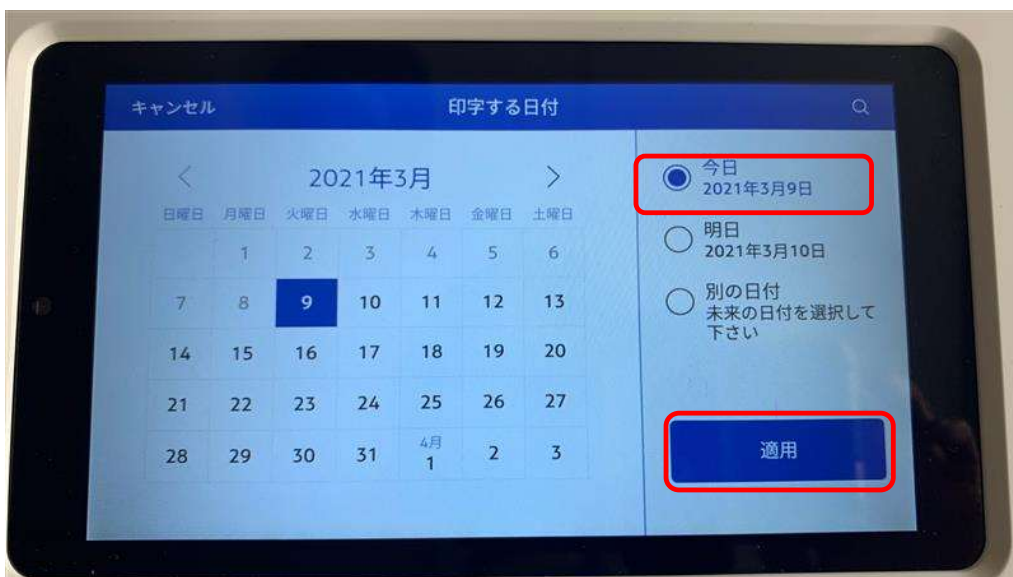 キャンセル 印字する日付
2021年3月
日曜日 月曜日 火曜日 水曜日 木曜日 金曜日 土曜日
1 2 3 4 5 6
7 8 9 10 11 12 13
14 15 16 17 18 19 20
21 22 23 24 25 26 27
28 29 30 31 4月 1 2 3
今日
2021年3月9日
明日
2021年3月10日
別の日付
未来の日付を選択して
下さい
適用